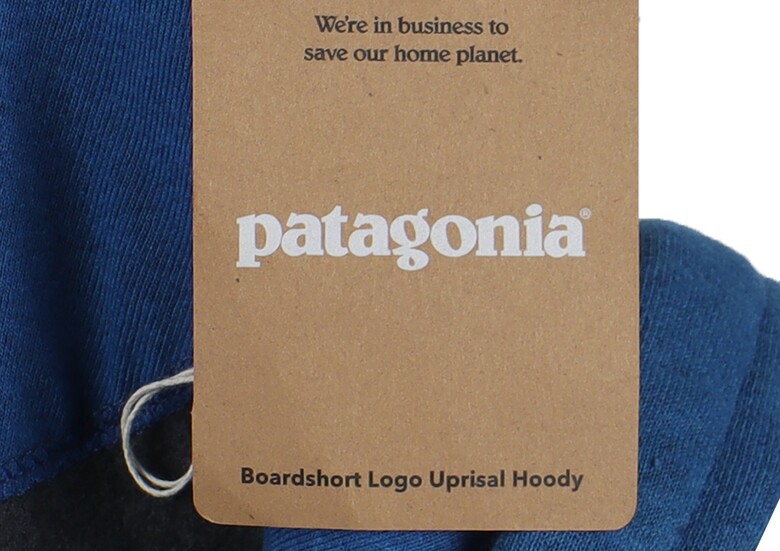 We're in business to
save our home planet.
patagonia®
Boardshort Logo Uprisal Hoody